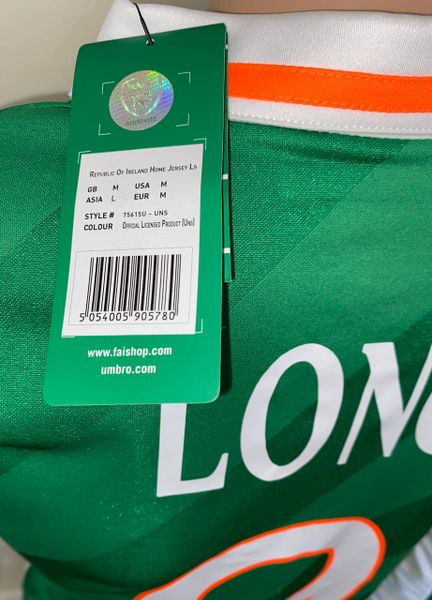 REPUBLIC OF IRELAND HOME JERSEY LS
GB M USA M
ASIA L EUR M
STYLE # 75615U - UNS
COLOUR OFFICIAL LICENSED PRODUCT (UNS)
5 054005 905780
www.faishop.com
umbro.com
LON